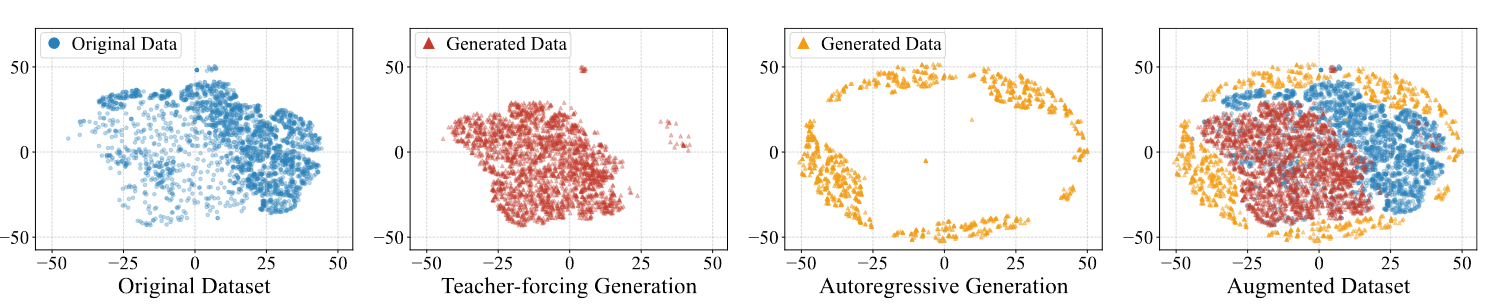 Original Data
50
0
−50
−50 −25 0 25 50
Original Dataset
Generated Data
50
0
−50
−50 −25 0 25 50
Teacher-forcing Generation
Generated Data
50
0
−50
−50 −25 0 25 50
Autoregressive Generation
50
0
−50
−50 −25 0 25 50
Augmented Dataset